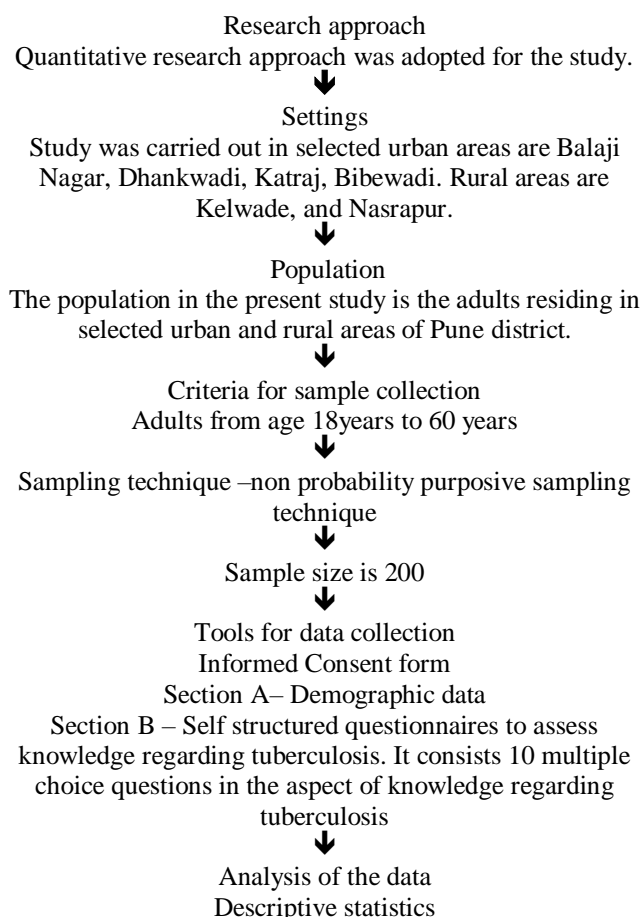 Research approach
Quantitative research approach was adopted for the study.
Settings
Study was carried out in selected urban areas are Balaji
Nagar, Dhankwadi, Katraj, Bibewadi. Rural areas are
Kelwade, and Nasrapur.
Population
The population in the present study is the adults residing in
selected urban and rural areas of Pune district.
Criteria for sample collection
Adults from age 18years to 60 years
Sampling technique –non probability purposive sampling
technique
Sample size is 200
Tools for data collection
Informed Consent form
Section A– Demographic data
Section B – Self structured questionnaires to assess
knowledge regarding tuberculosis. It consists 10 multiple
choice questions in the aspect of knowledge regarding
tuberculosis
Analysis of the data
Descriptive statistics